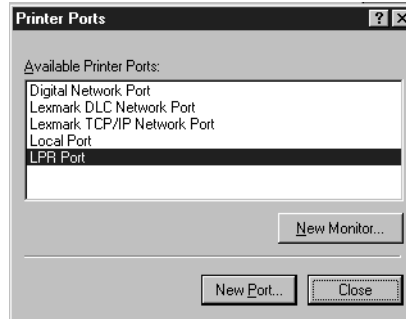 Printer Ports
Available Printer Ports:
Digital Network Port
Lexmark DLC Network Port
Lexmark TCP/IP Network Port
Local Port
LPR Port
New Monitor...
New Port...
Close